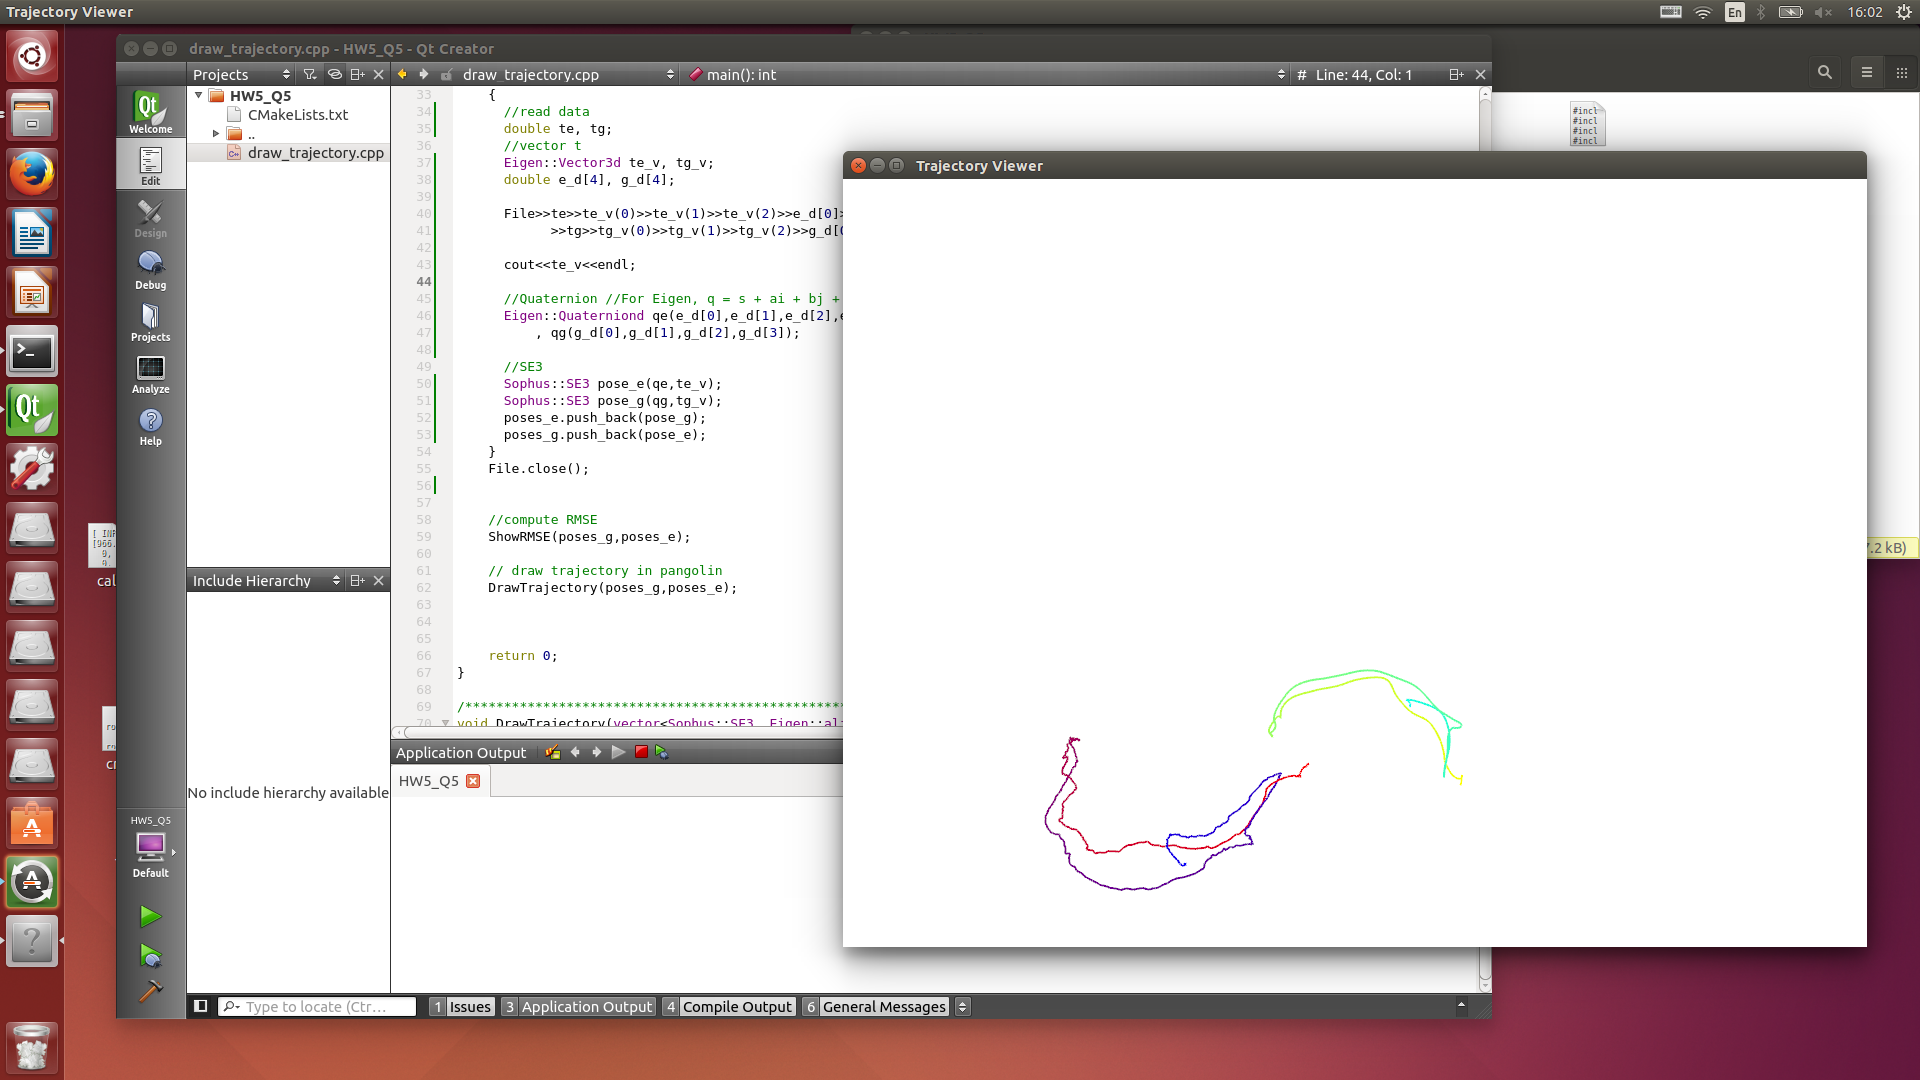 Trajectory Viewer
En
16:02
draw_trajectory.cpp - HW5_Q5 - Qt Creator
Projects
draw_trajectory.cpp
main(): int
# Line: 44, Col: 1
Welcome
Edit
Design
Debug
Projects
Analyze
Help
HW5_Q5
Default
HW5_Q5
CMakeLists.txt
..
draw_trajectory.cpp
Include Hierarchy
No include hierarchy available
33 {
34 //read data
35 double te, tg;
36 //vector t
37 Eigen::Vector3d te_v, tg_v;
38 double e_d[4], g_d[4];
39
40 File>>te>>te_v(0)>>te_v(1)>>te_v(2)>>e_d[0]
41 >>tg>>tg_v(0)>>tg_v(1)>>tg_v(2)>>g_d[
42
43 cout<<te_v<<endl;
44
45 //Quaternion //For Eigen, q = s + ai + bj +
46 Eigen::Quaterniond qe(e_d[0],e_d[1],e_d[2],
47 , qg(g_d[0],g_d[1],g_d[2],g_d[3]);
48
49 //SE3
50 Sophus::SE3 pose_e(qe,te_v);
51 Sophus::SE3 pose_g(qg,tg_v);
52 poses_e.push_back(pose_g);
53 poses_g.push_back(pose_e);
54 }
55 File.close();
56
57
58 //compute RMSE
59 ShowRMSE(poses_g,poses_e);
60
61 // draw trajectory in pangolin
62 DrawTrajectory(poses_g,poses_e);
63
64
65
66 return 0;
67 }
68
69 /*************************************************
70 void DrawTrajectory(vector<Sophus::SE3, Eigen::al
Application Output
HW5_Q5
Type to locate (Ctr...
1 Issues
3 Application Output
4 Compile Output
6 General Messages
Trajectory Viewer
#incl
#incl
#incl
#incl
7.2 kB)
[ INF
[966.
0,
cal
ro
ro